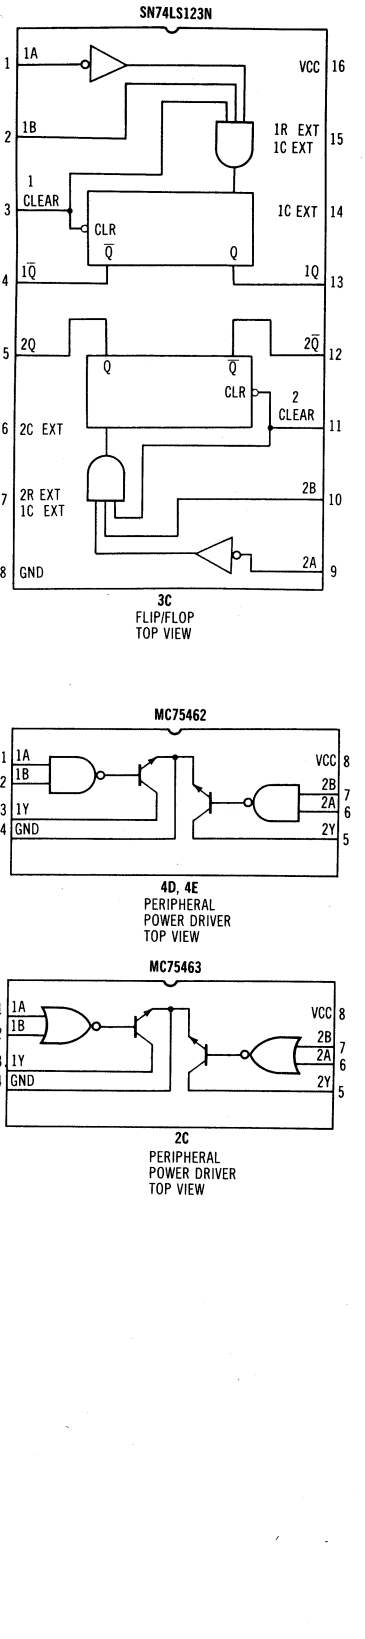 SN74LS123N
1 1A VCC 16
2 1B 1R EXT 15
1C EXT
1
3 CLEAR 1C EXT 14
CLR
Q̅ Q
4 1Q̅ 1Q 13
5 2Q 2Q̅ 12
Q Q̅
CLR 2
CLEAR
6 2C EXT 11
7 2R EXT 2B 10
1C EXT
8 GND 2A 9
3C
FLIP/FLOP
TOP VIEW
MC75462
1 1A VCC 8
2 1B 2B 7
2A 6
3 1Y
4 GND 2Y 5
4D, 4E
PERIPHERAL
POWER DRIVER
TOP VIEW
MC75463
1A VCC 8
1B 2B 7
2A 6
1Y
GND 2Y 5
2C
PERIPHERAL
POWER DRIVER
TOP VIEW